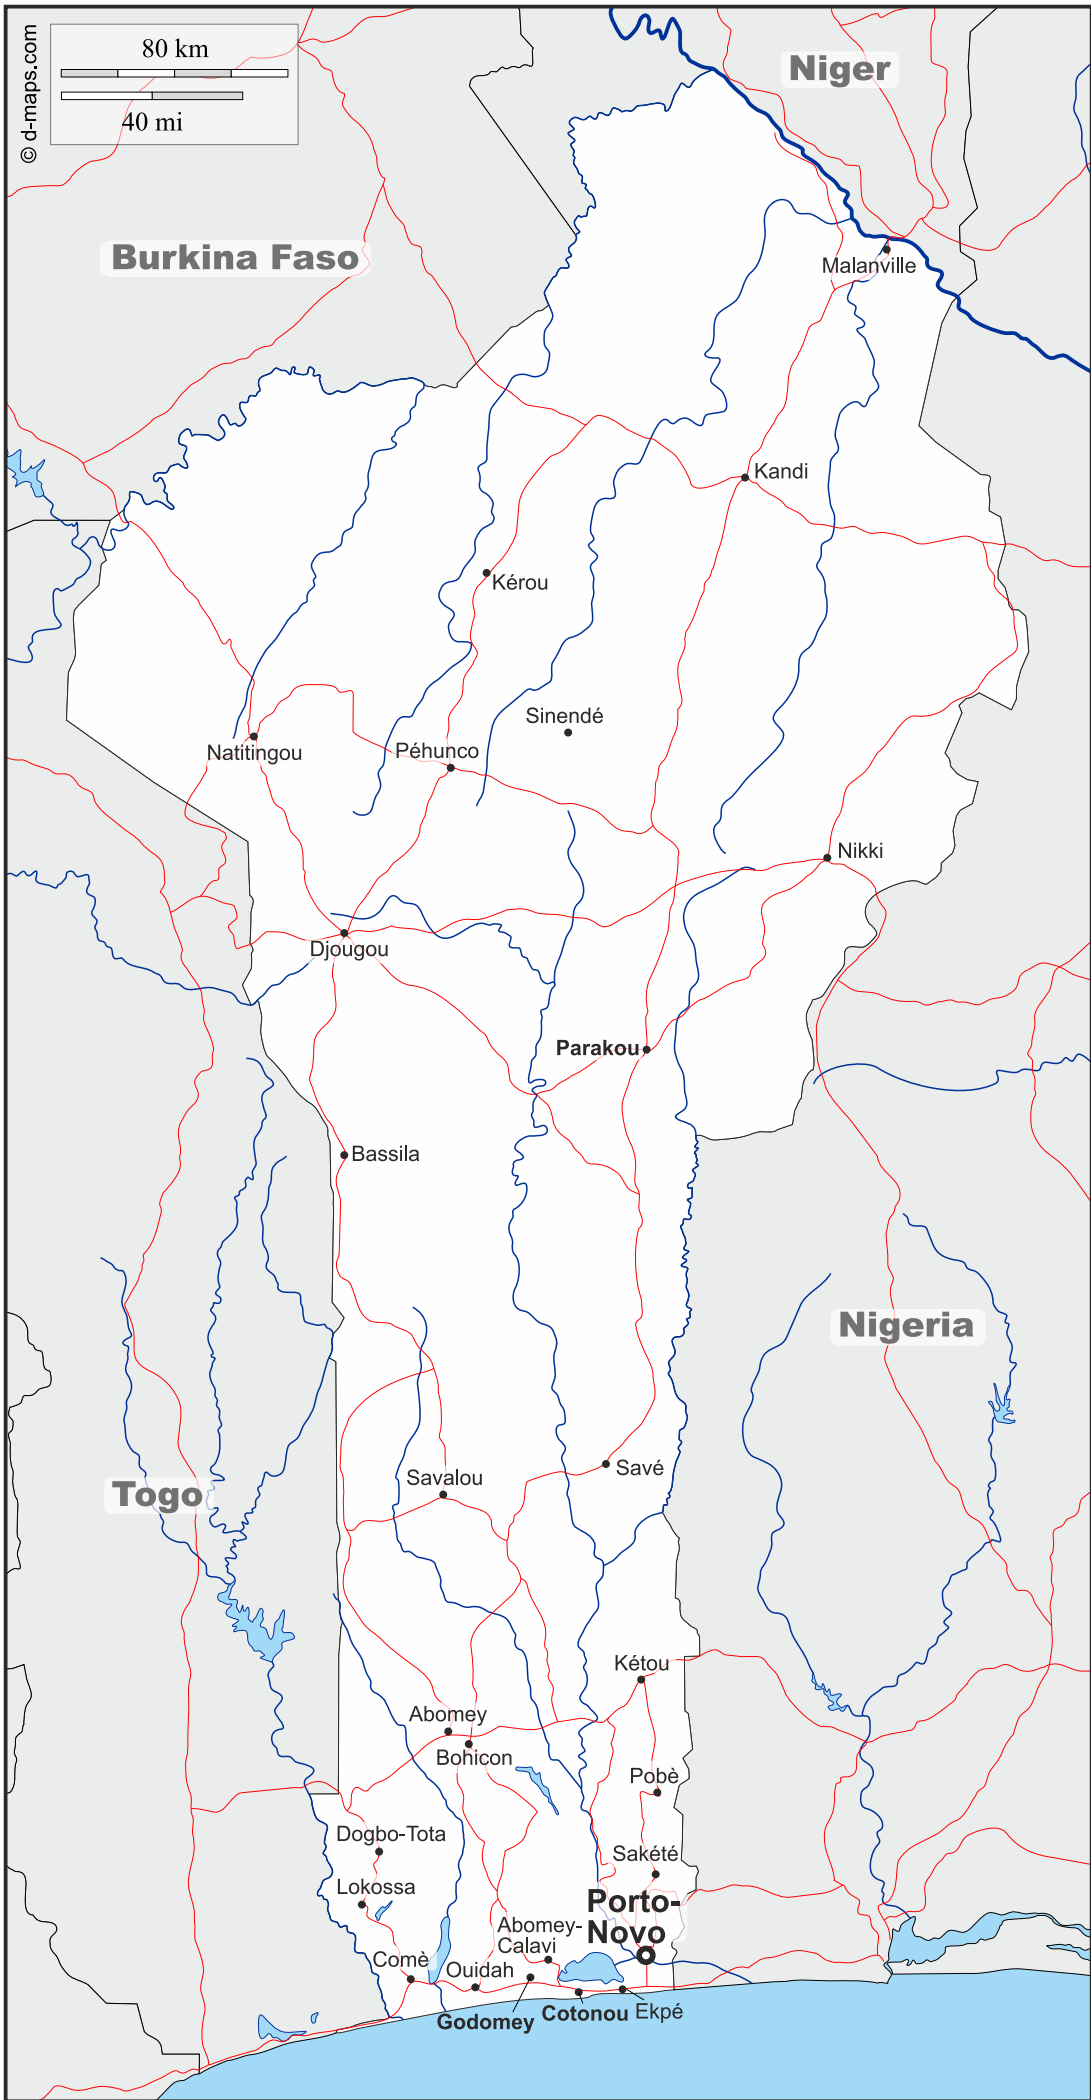 © d-maps.com
80 km
40 mi
Niger
Burkina Faso
Malanville
Kandi
Kérou
Sinendé
Natitingou
Péhunco
Nikki
Djougou
Parakou
Bassila
Nigeria
Savé
Savalou
Togo
Kétou
Abomey
Bohicon
Pobè
Dogbo-Tota
Sakété
Lokossa
Porto-
Novo
Abomey-
Calavi
Comè
Ouidah
Godomey
Cotonou
Ekpé